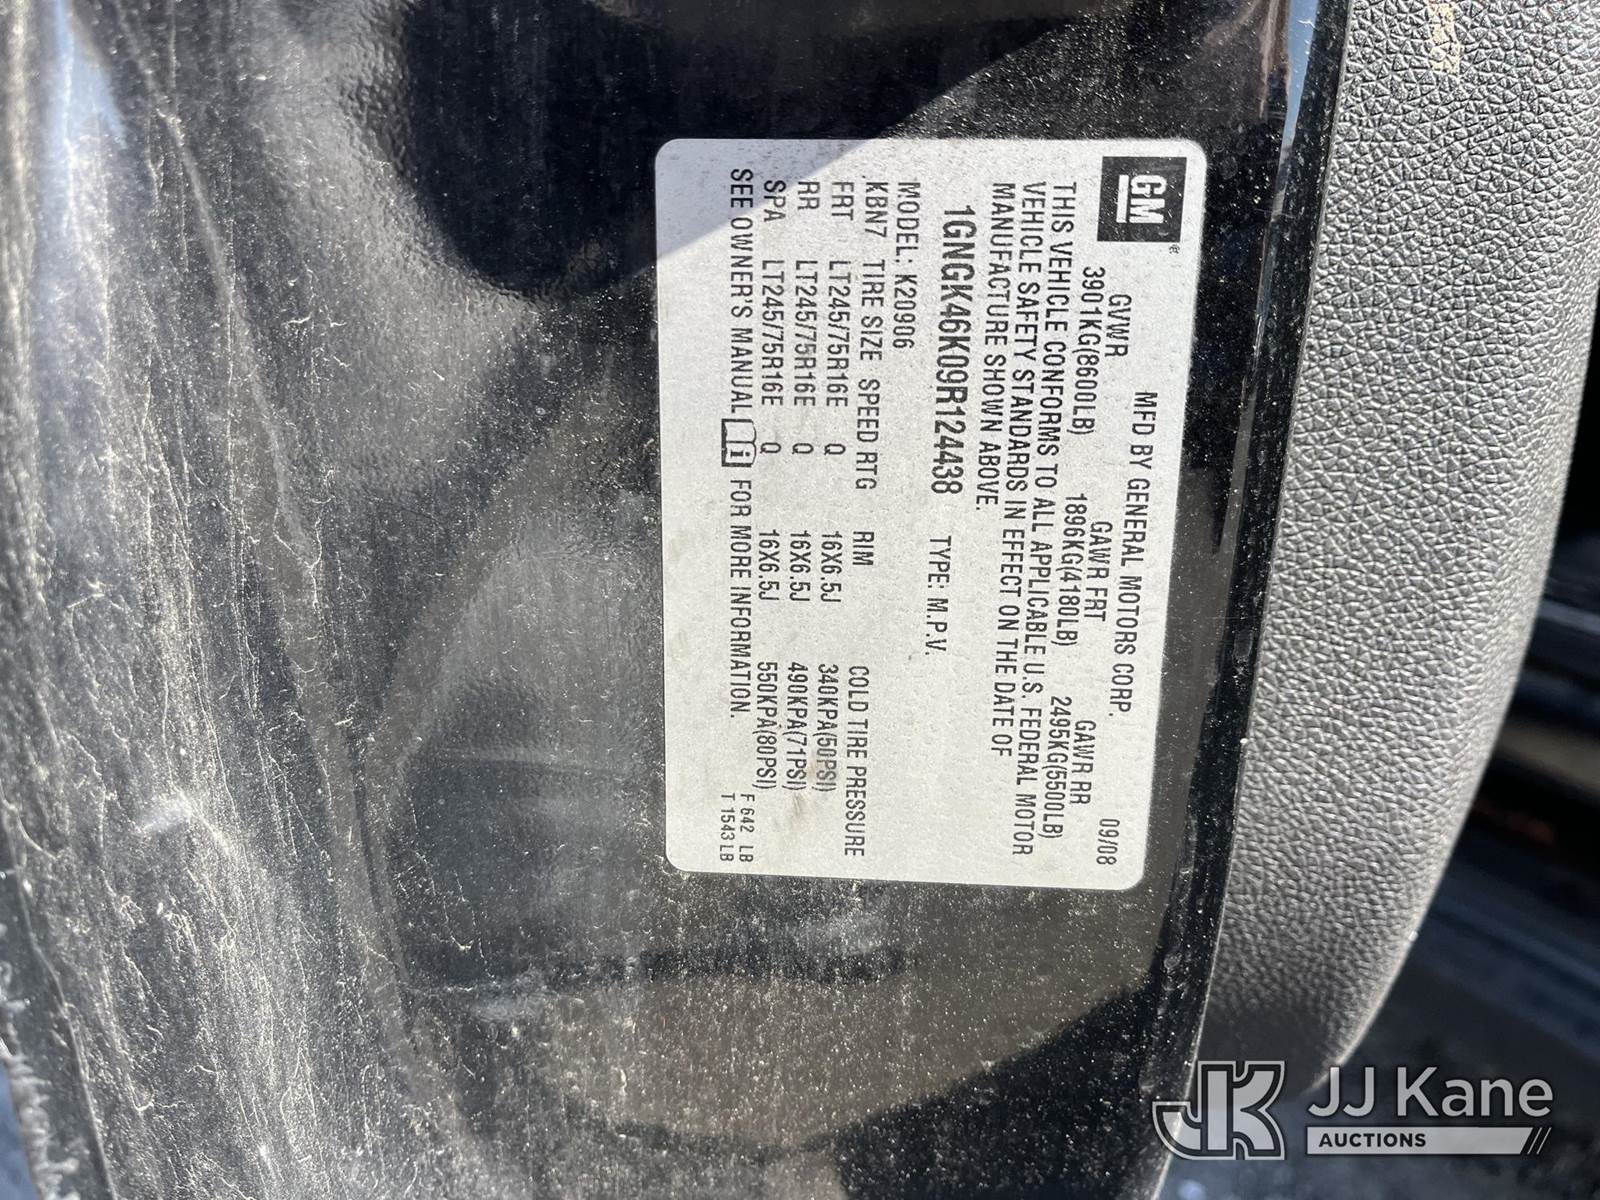 GM®
MFD BY GENERAL MOTORS CORP. 09/08
GVWR GAWR FRT GAWR RR
3901KG(8600LB) 1896KG(4180LB) 2495KG(5500LB)
THIS VEHICLE CONFORMS TO ALL APPLICABLE U.S. FEDERAL MOTOR
VEHICLE SAFETY STANDARDS IN EFFECT ON THE DATE OF
MANUFACTURE SHOWN ABOVE.
1GNGK46K09R124438 TYPE: M.P.V.
MODEL: K20906
KBN7 TIRE SIZE SPEED RTG RIM COLD TIRE PRESSURE
FRT LT245/75R16E Q 16X6.5J 340KPA(50PSI)
RR LT245/75R16E Q 16X6.5J 490KPA(71PSI)
SPA LT245/75R16E Q 16X6.5J 550KPA(80PSI)
SEE OWNER'S MANUAL FOR MORE INFORMATION.
F 642 LB
T 1543 LB
JK JJ Kane
AUCTIONS